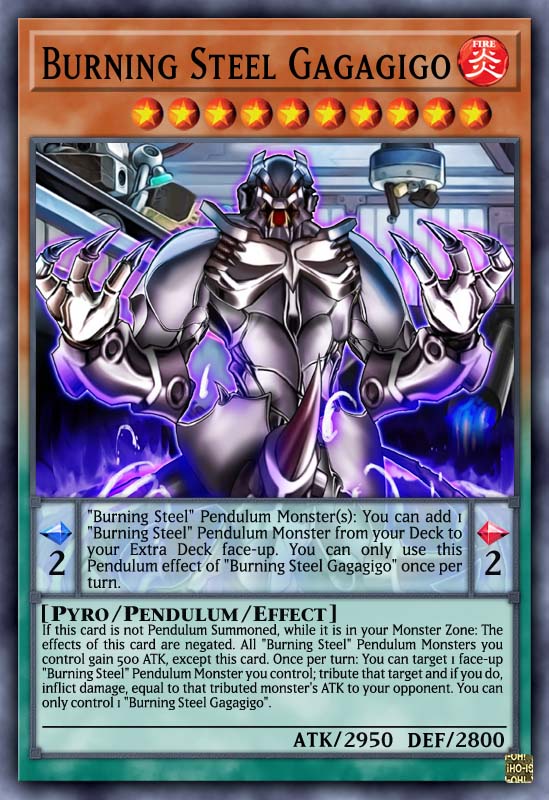 BURNING STEEL GAGAGIGO
FIRE
炎
"Burning Steel" Pendulum Monster(s): You can add 1
"Burning Steel" Pendulum Monster from your Deck to
your Extra Deck face-up. You can only use this
Pendulum effect of "Burning Steel Gagagigo" once per
turn.
2
2
[PYRO/PENDULUM/EFFECT]
If this card is not Pendulum Summoned, while it is in your Monster Zone: The
effects of this card are negated. All "Burning Steel" Pendulum Monsters you
control gain 500 ATK, except this card. Once per turn: You can target 1 face-up
"Burning Steel" Pendulum Monster you control; tribute that target and if you do,
inflict damage, equal to that tributed monster's ATK to your opponent. You can
only control 1 "Burning Steel Gagagigo".
ATK/2950 DEF/2800